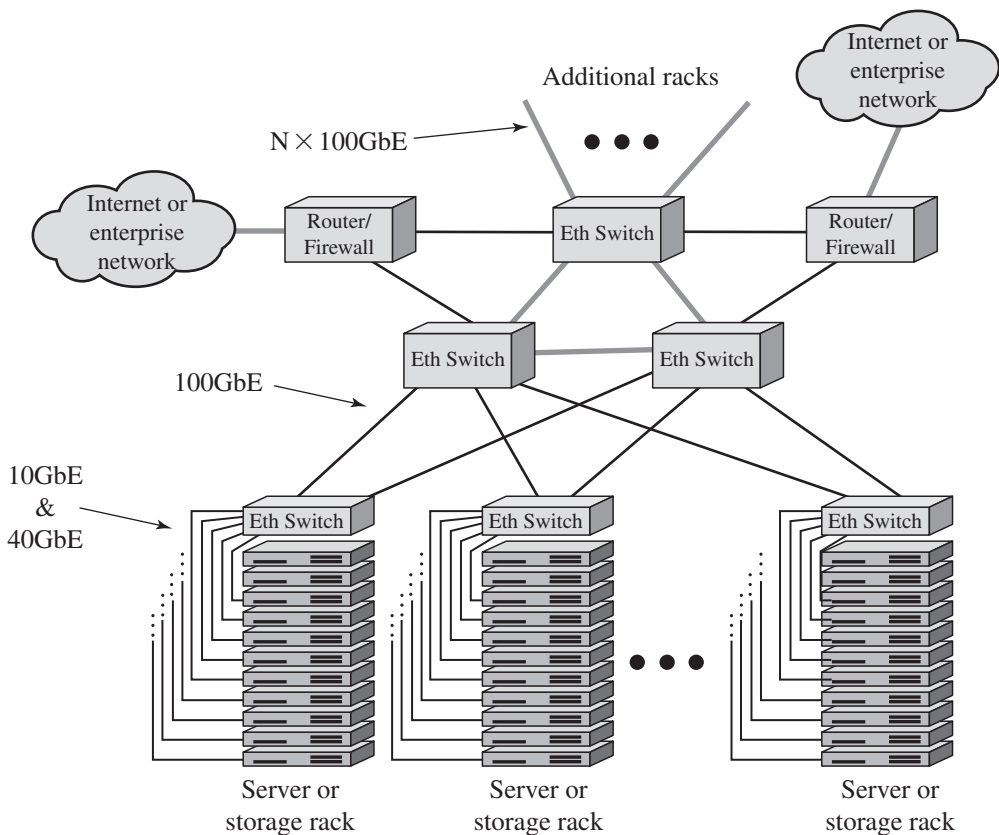 Additional racks
Internet or
enterprise
network
N × 100GbE
Internet or
enterprise
network
Router/
Firewall
Eth Switch
Router/
Firewall
Eth Switch
Eth Switch
100GbE
10GbE
&
40GbE
Eth Switch
Eth Switch
Eth Switch
Server or
storage rack
Server or
storage rack
Server or
storage rack